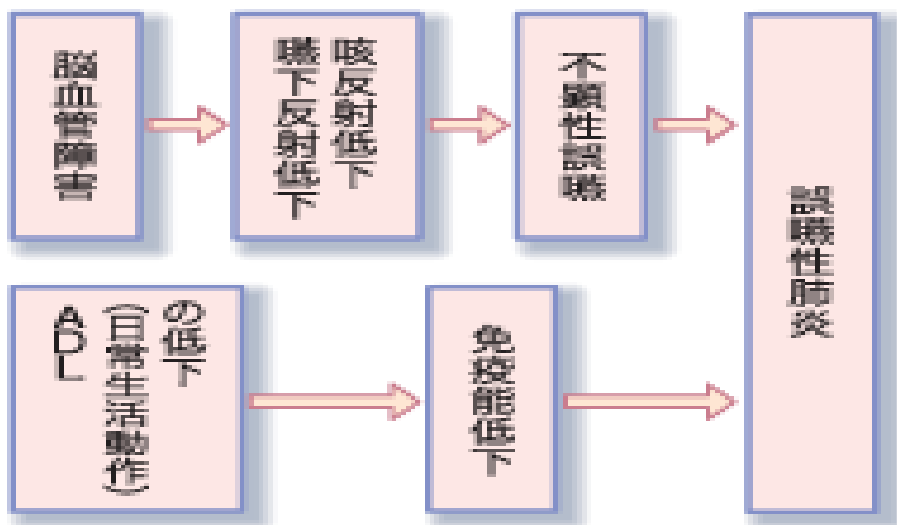 脳血管障害
嚥下反射低下
咳反射低下
不顕性誤嚥
ADL
(日常生活動作)
の低下
免疫能低下
誤嚥性肺炎